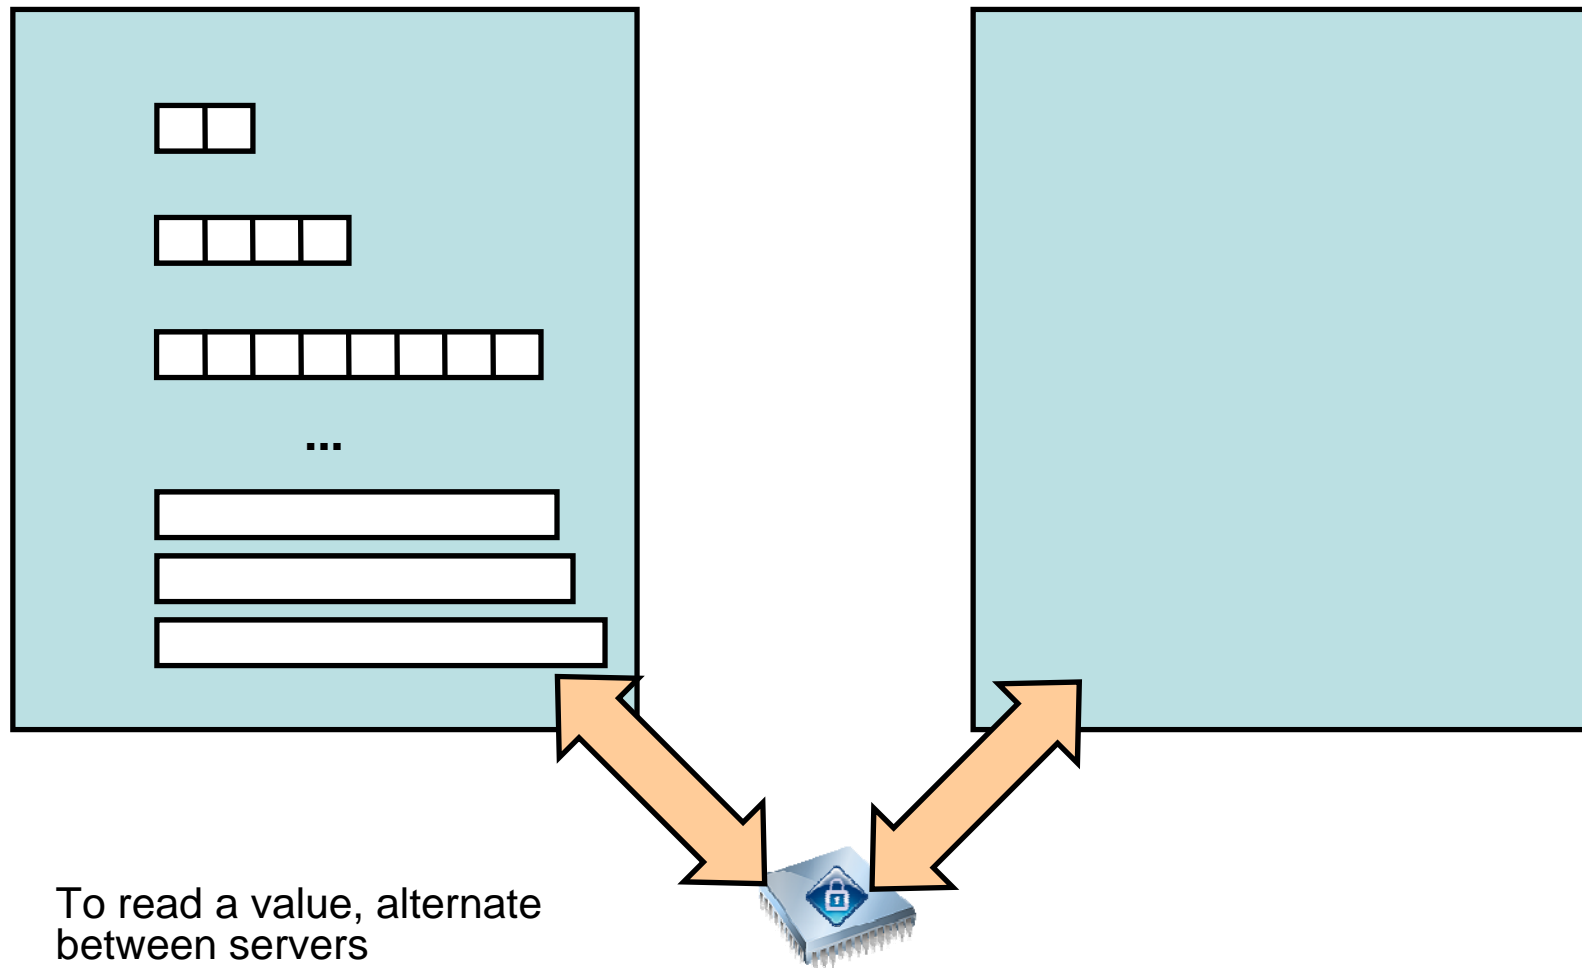 ...
To read a value, alternate
between servers